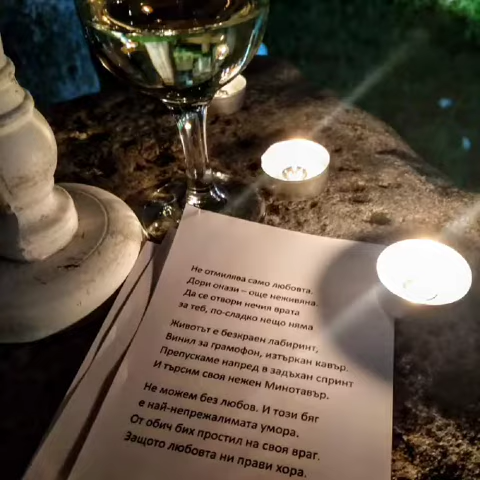 Не отмилява само любовта.
Дори онази – още неживяна.
Да се отвори нечия врата
за теб, по-сладко нещо няма
Животът е безкраен лабиринт,
Винил за грамофон, изтъркан кавър.
Препускаме напред в задъхан спринт
И търсим своя нежен Минотавър.
Не можем без любов. И този бяг
е най-непрежалимата умора.
От обич бих простил на своя враг.
Защото любовта ни прави хора.